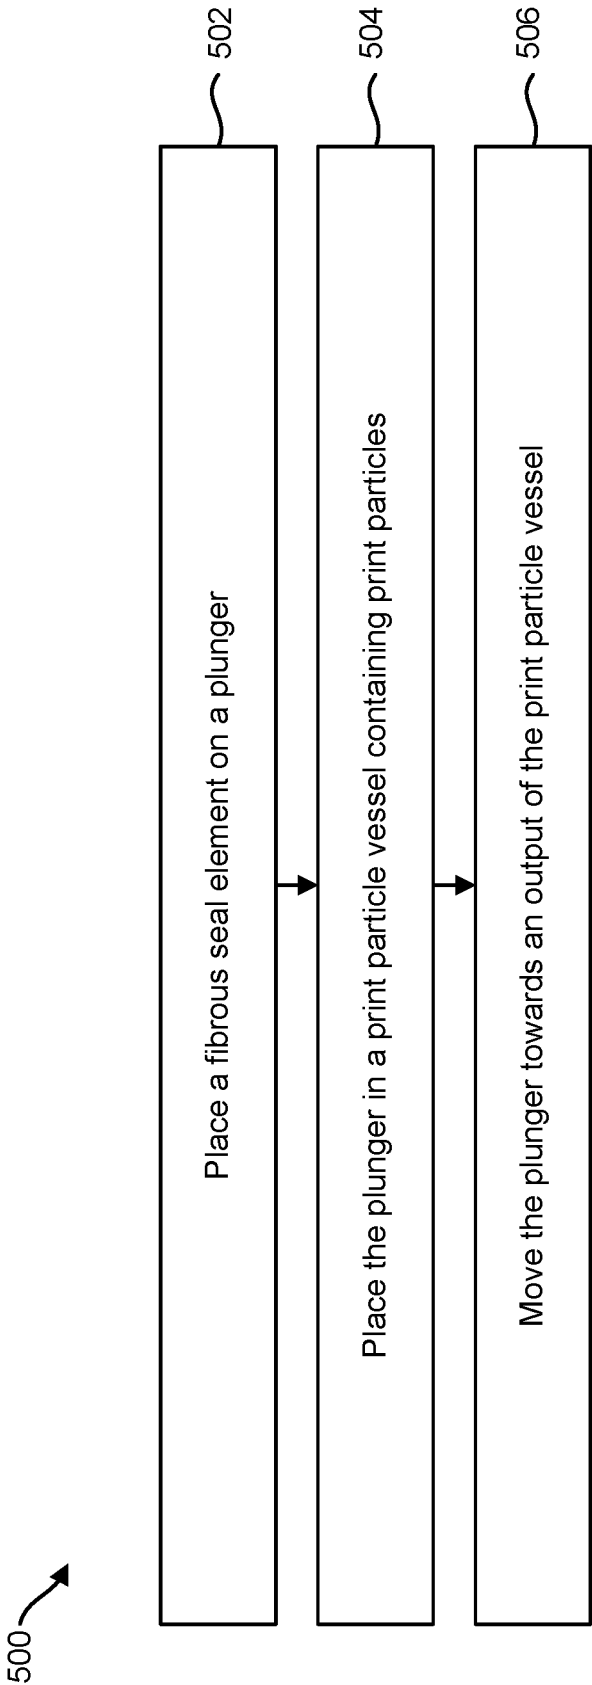 500
Place a fibrous seal element on a plunger
502
Place the plunger in a print particle vessel containing print particles
504
Move the plunger towards an output of the print particle vessel
506